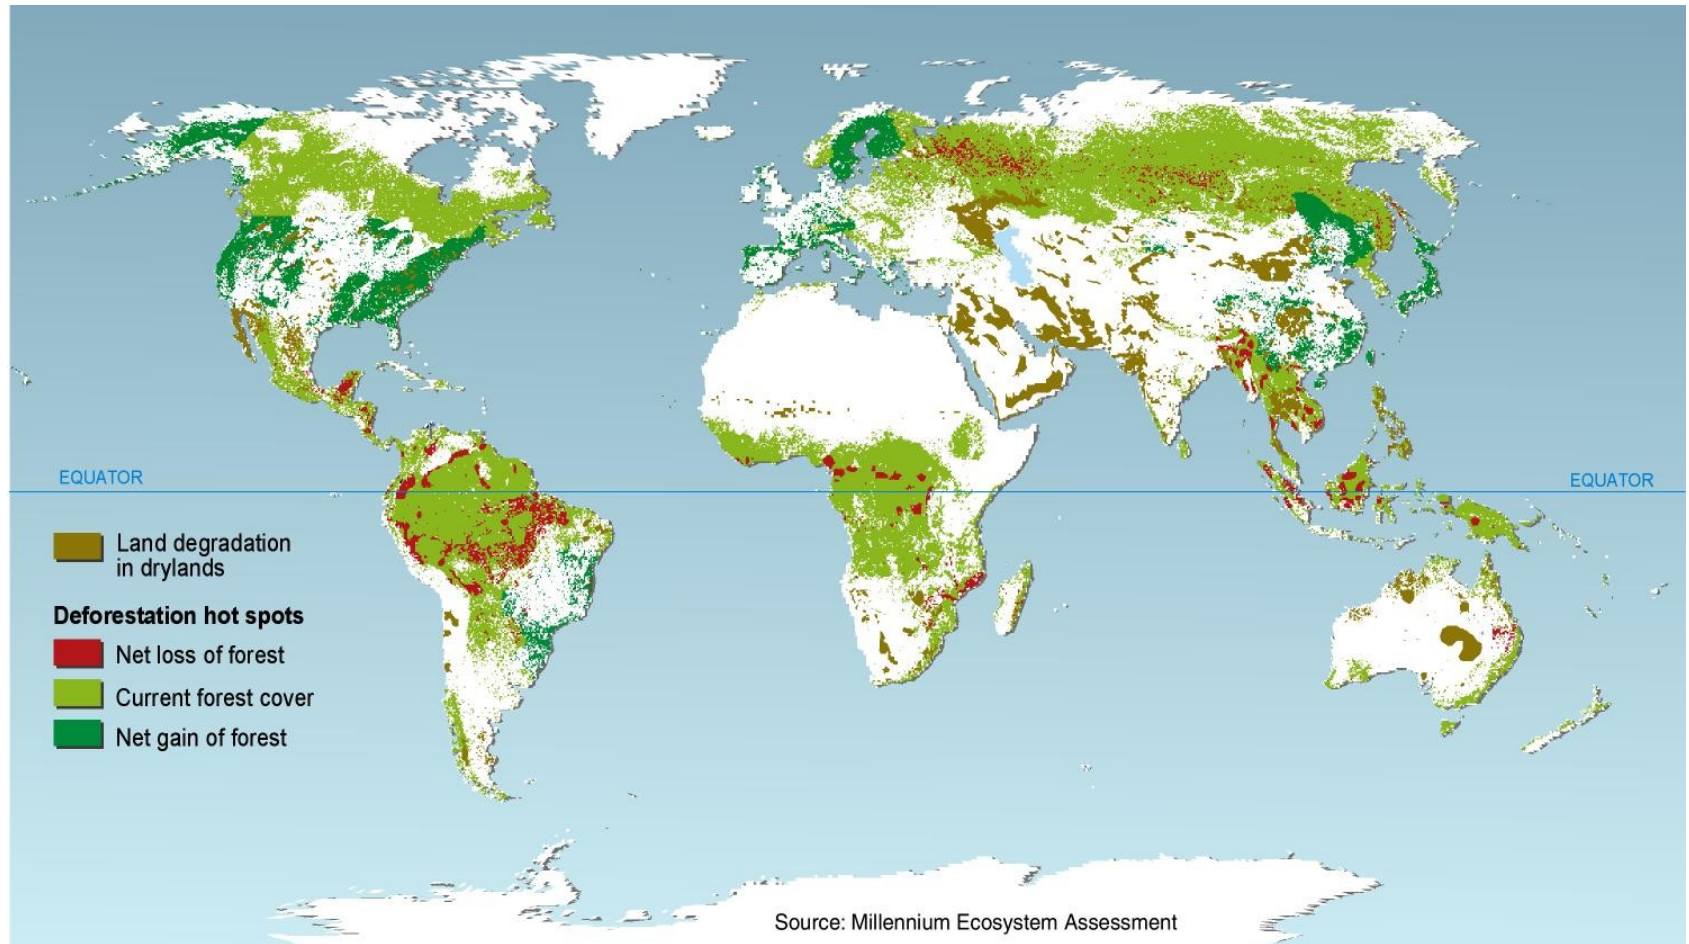 EQUATOR
EQUATOR
Land degradation
in drylands
Deforestation hot spots
Net loss of forest
Current forest cover
Net gain of forest
Source: Millennium Ecosystem Assessment